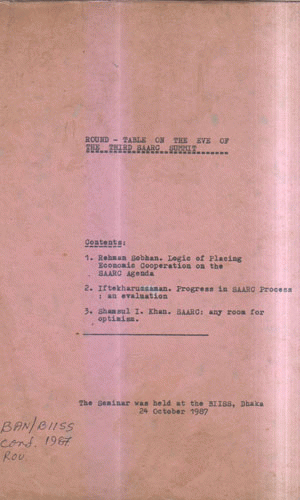 ROUND - TABLE ON THE EVE OF
THE THIRD SAARC SUMMIT
Contents:
1. Rehman Sobhan. Logic of Placing
Economic Cooperation on the
SAARC Agenda
2. Iftekharuzzaman. Progress in SAARC Process
: an evaluation
3. Shamsul I. Khan. SAARC: any room for
optimism.
The Seminar was held at the BIISS, Dhaka
24 October 1987
BAN/BIISS
Conf. 1987
ROU.